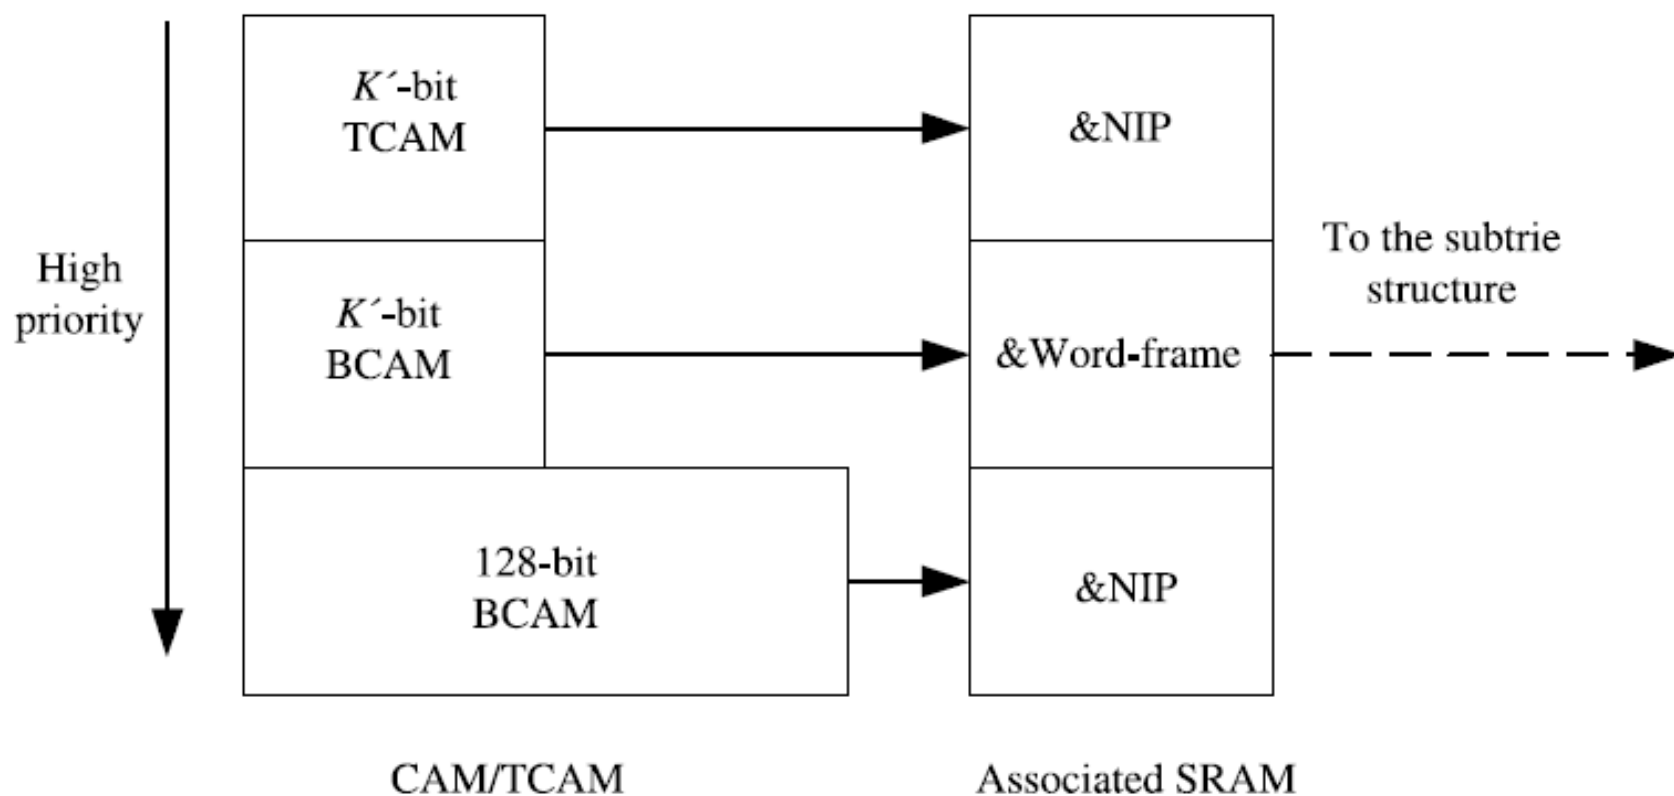 K´-bit
TCAM
&NIP
High
priority
K´-bit
BCAM
&Word-frame
To the subtrie
structure
128-bit
BCAM
&NIP
CAM/TCAM
Associated SRAM